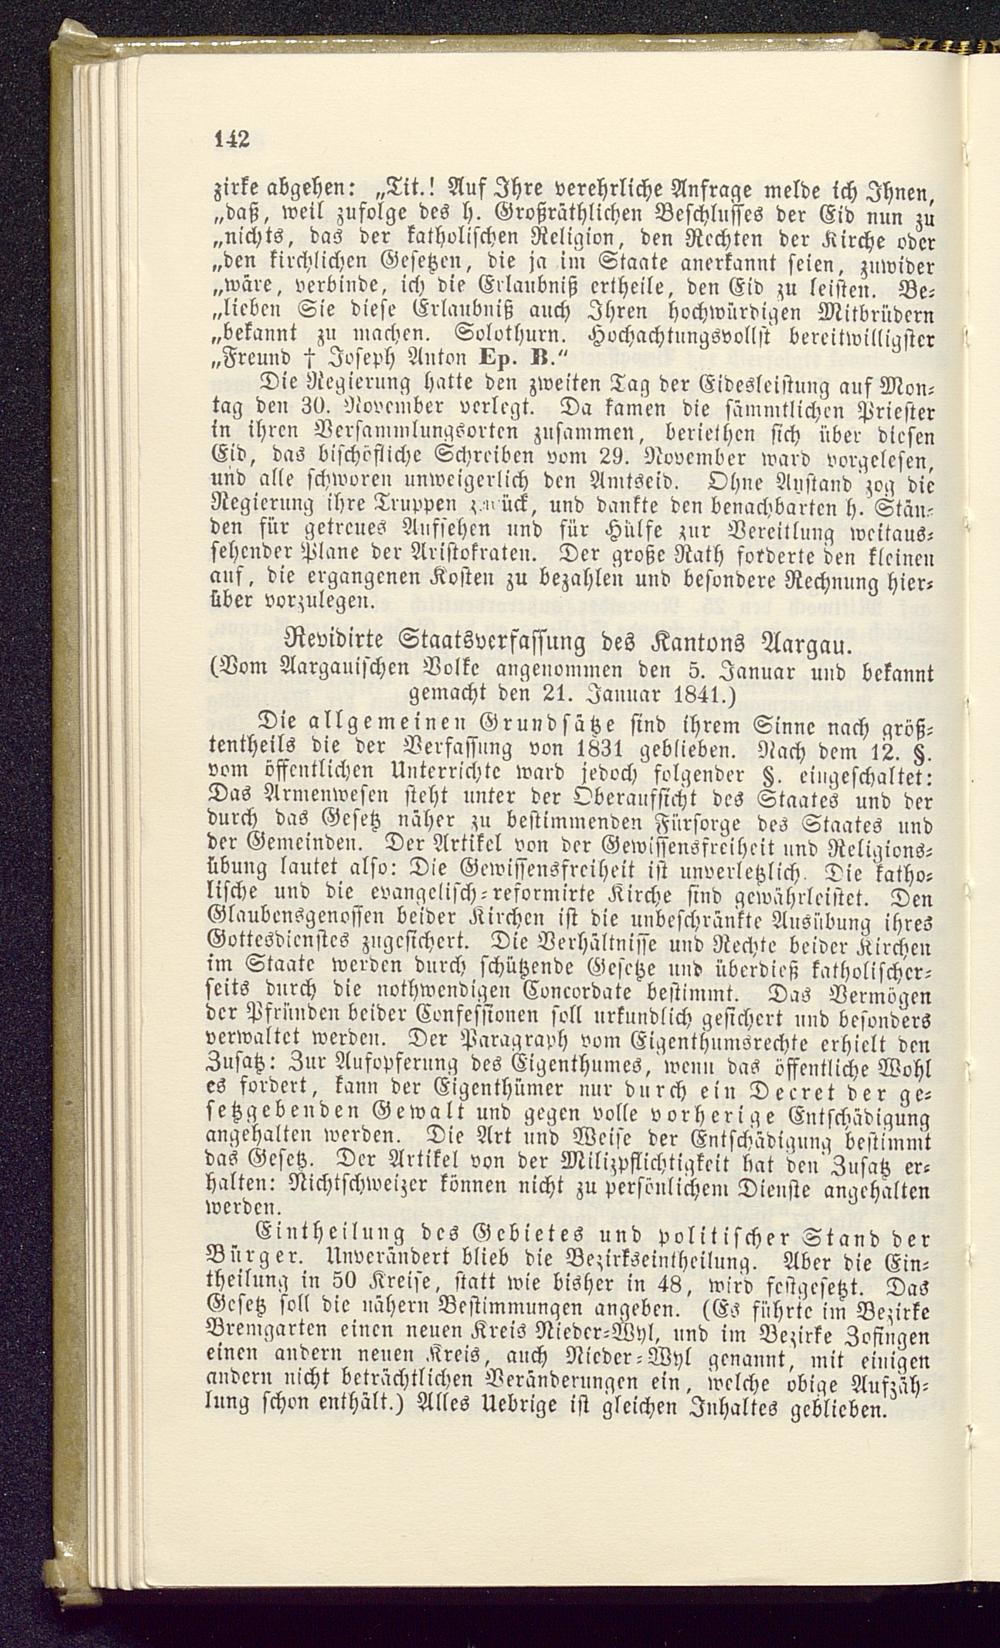 142
zirke abgehen: „Tit.! Auf Ihre verehrliche Anfrage melde ich Ihnen,
„daß, weil zufolge des h. Großräthlichen Beschlusses der Eid nun zu
„nichts, das der katholischen Religion, den Rechten der Kirche oder
„den kirchlichen Gesetzen, die ja im Staate anerkannt seien, zuwider
„wäre, verbinde, ich die Erlaubniß ertheile, den Eid zu leisten. Be-
„lieben Sie diese Erlaubniß auch Ihren hochwürdigen Mitbrüdern
„bekannt zu machen. Solothurn. Hochachtungsvollst bereitwilligster
„Freund † Joseph Anton Ep. B.“
Die Regierung hatte den zweiten Tag der Eidesleistung auf Mon-
tag den 30. November verlegt. Da kamen die sämmtlichen Priester
in ihren Versammlungsorten zusammen, beriethen sich über diesen
Eid, das bischöfliche Schreiben vom 29. November ward vorgelesen,
und alle schworen unweigerlich den Amtseid. Ohne Anstand zog die
Regierung ihre Truppen zurück, und dankte den benachbarten h. Stän-
den für getreues Aufsehen und für Hülfe zur Vereitlung weitaus-
sehender Plane der Aristokraten. Der große Rath forderte den kleinen
auf, die ergangenen Kosten zu bezahlen und besondere Rechnung hier-
über vorzulegen.
Revidirte Staatsverfassung des Kantons Aargau.
(Vom Aargauischen Volke angenommen den 5. Januar und bekannt
gemacht den 21. Januar 1841.)
Die allgemeinen Grundsätze sind ihrem Sinne nach größ-
tentheils die der Verfassung von 1831 geblieben. Nach dem 12. §.
vom öffentlichen Unterrichte ward jedoch folgender §. eingeschaltet:
Das Armenwesen steht unter der Oberaufsicht des Staates und der
durch das Gesetz näher zu bestimmenden Fürsorge des Staates und
der Gemeinden. Der Artikel von der Gewissensfreiheit und Religions-
übung lautet also: Die Gewissensfreiheit ist unverletzlich. Die katho-
lische und die evangelisch-reformirte Kirche sind gewährleistet. Den
Glaubensgenossen beider Kirchen ist die unbeschränkte Ausübung ihres
Gottesdienstes zugesichert. Die Verhältnisse und Rechte beider Kirchen
im Staate werden durch schützende Gesetze und überdieß katholischer-
seits durch die nothwendigen Concordate bestimmt. Das Vermögen
der Pfründen beider Confessionen soll urkundlich gesichert und besonders
verwaltet werden. Der Paragraph vom Eigenthumsrechte erhielt den
Zusatz: Zur Aufopferung des Eigenthumes, wenn das öffentliche Wohl
es fordert, kann der Eigenthümer nur durch ein Decret der ge-
setzgebenden Gewalt und gegen volle vorherige Entschädigung
angehalten werden. Die Art und Weise der Entschädigung bestimmt
das Gesetz. Der Artikel von der Milizpflichtigkeit hat den Zusatz er-
halten: Nichtschweizer können nicht zu persönlichem Dienste angehalten
werden.
Eintheilung des Gebietes und politischer Stand der
Bürger. Unverändert blieb die Bezirkseintheilung. Aber die Ein-
theilung in 50 Kreise, statt wie bisher in 48, wird festgesetzt. Das
Gesetz soll die nähern Bestimmungen angeben. (Es führte im Bezirke
Bremgarten einen neuen Kreis Nieder-Wyl, und im Bezirke Zofingen
einen andern neuen Kreis, auch Nieder-Wyl genannt, mit einigen
andern nicht beträchtlichen Veränderungen ein, welche obige Aufzäh-
lung schon enthält.) Alles Uebrige ist gleichen Inhaltes geblieben.